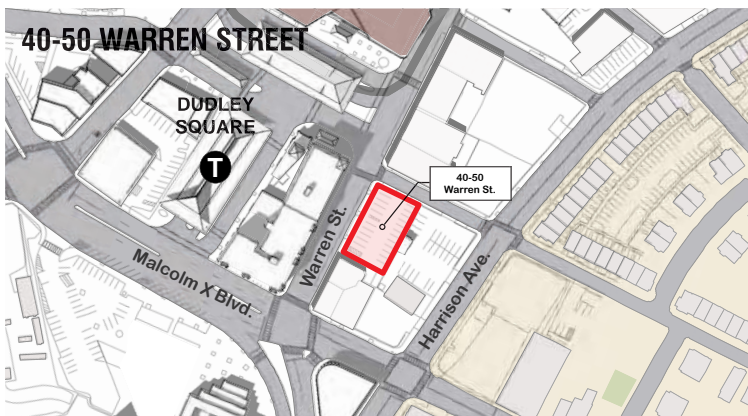 40-50 WARREN STREET
DUDLEY
SQUARE
T
40-50
Warren St.
Warren St.
Malcolm X Blvd.
Harrison Ave.